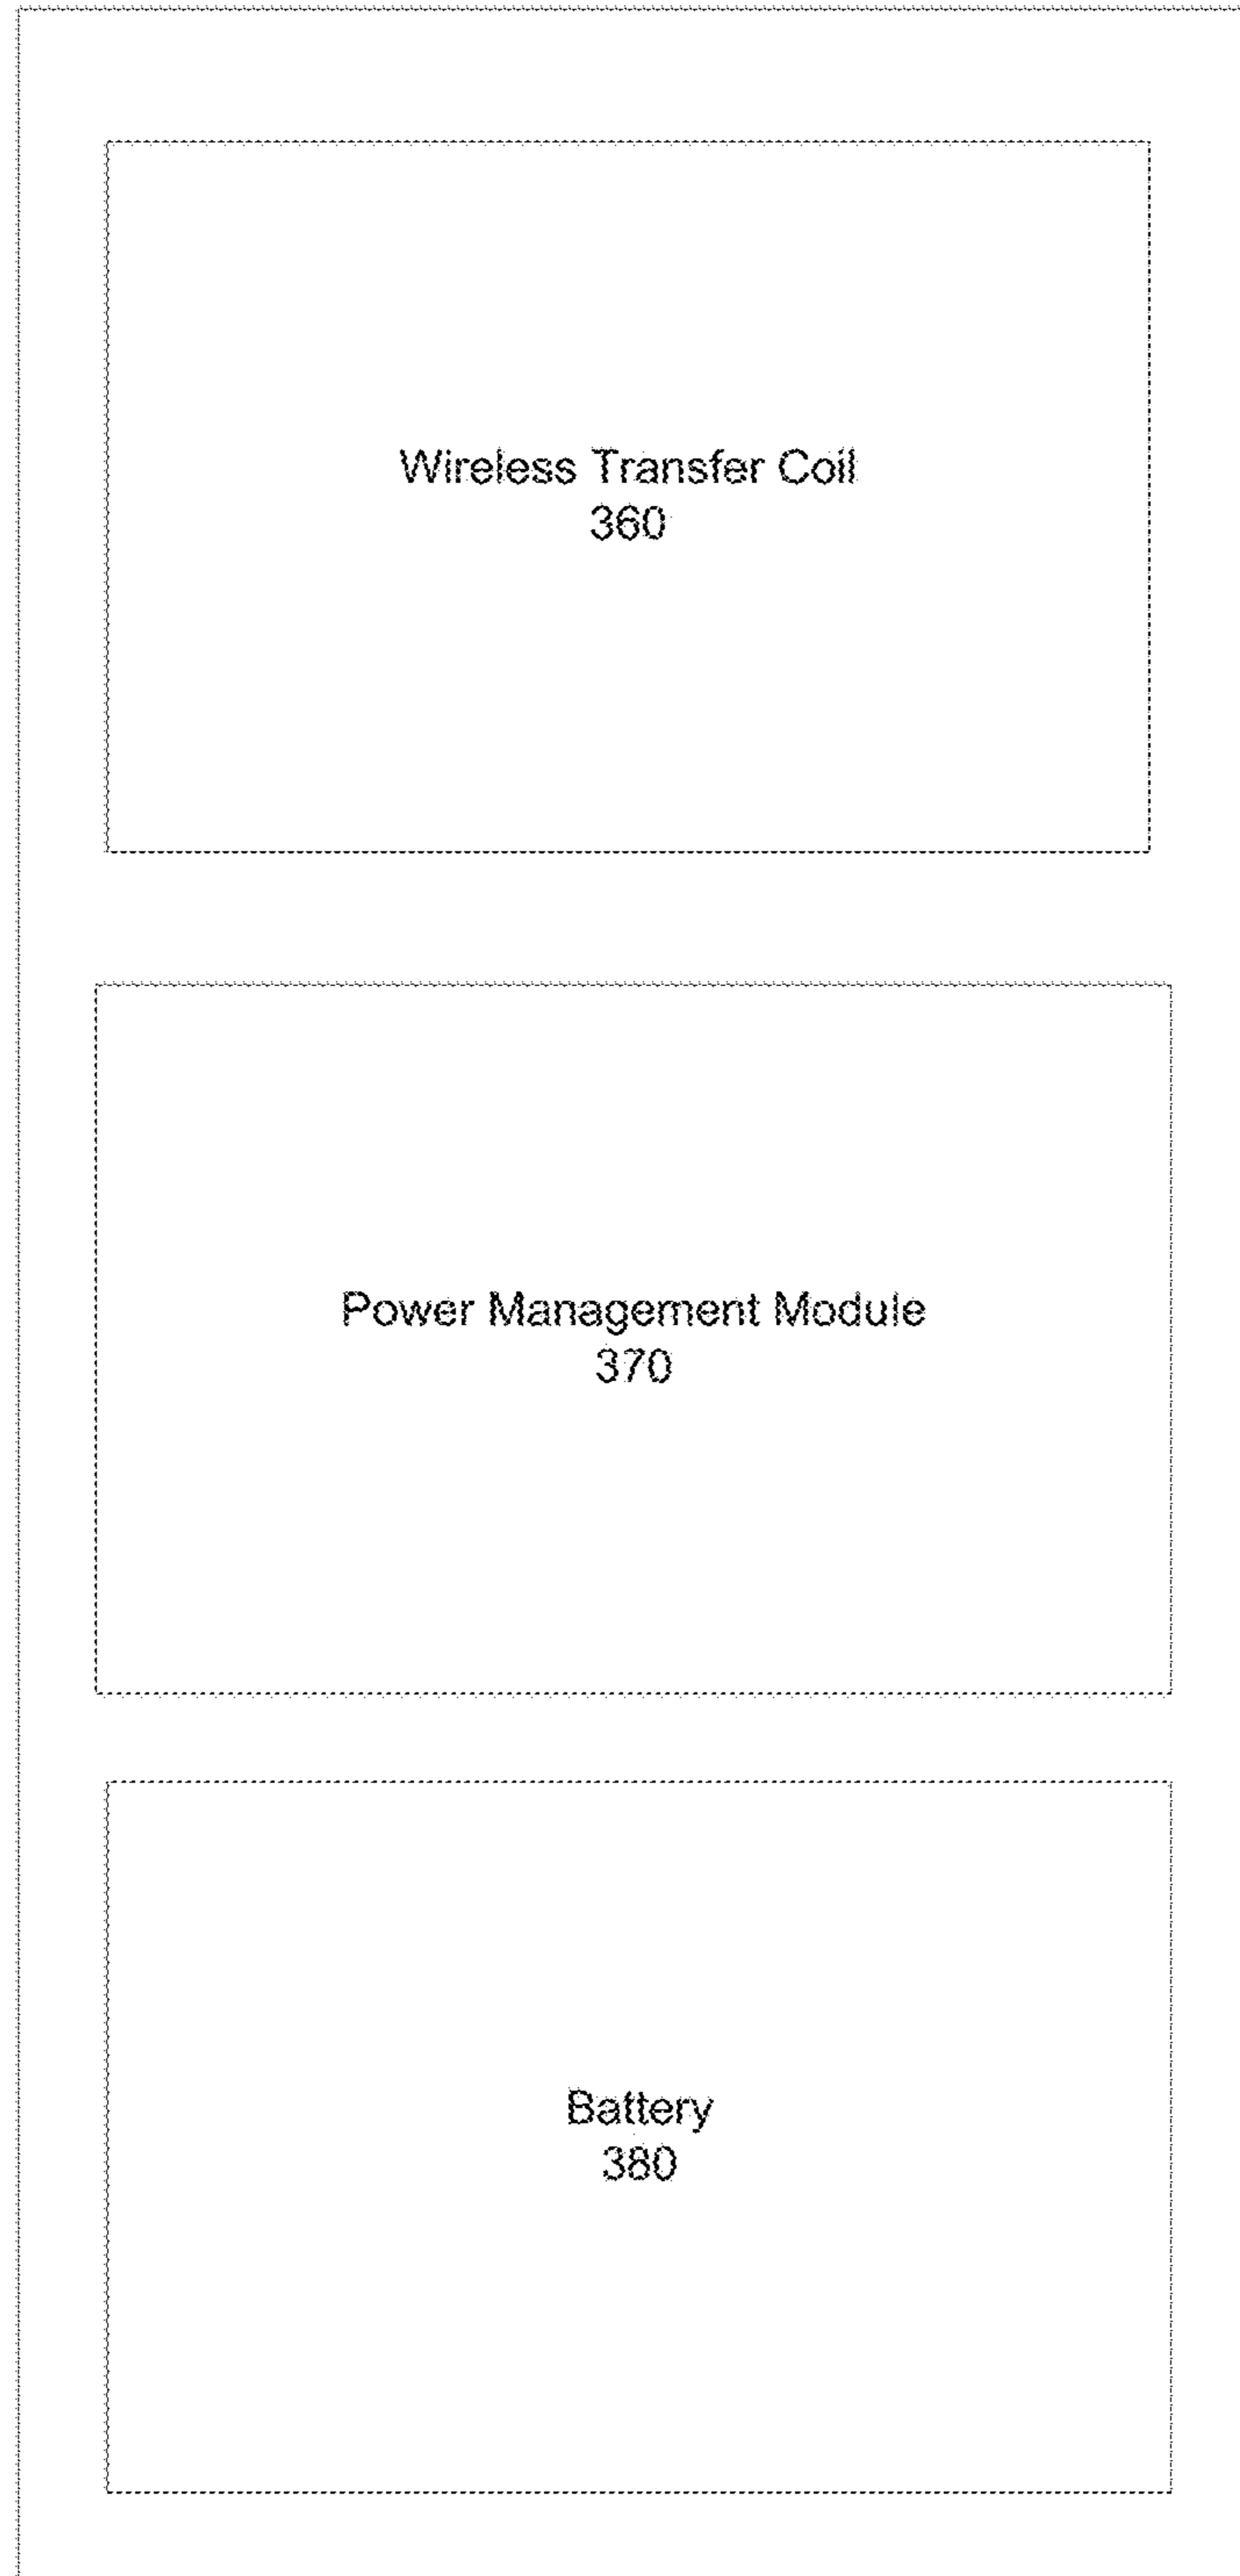 Wireless Transfer Coil
360
Power Management Module
370
Battery
380